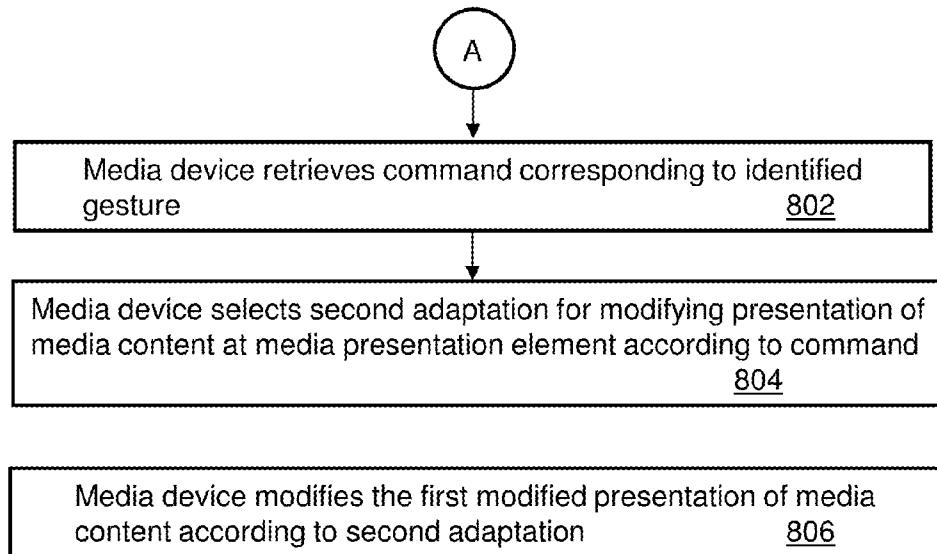 A
Media device retrieves command corresponding to identified
gesture 802
Media device selects second adaptation for modifying presentation of
media content at media presentation element according to command
804
Media device modifies the first modified presentation of media
content according to second adaptation 806